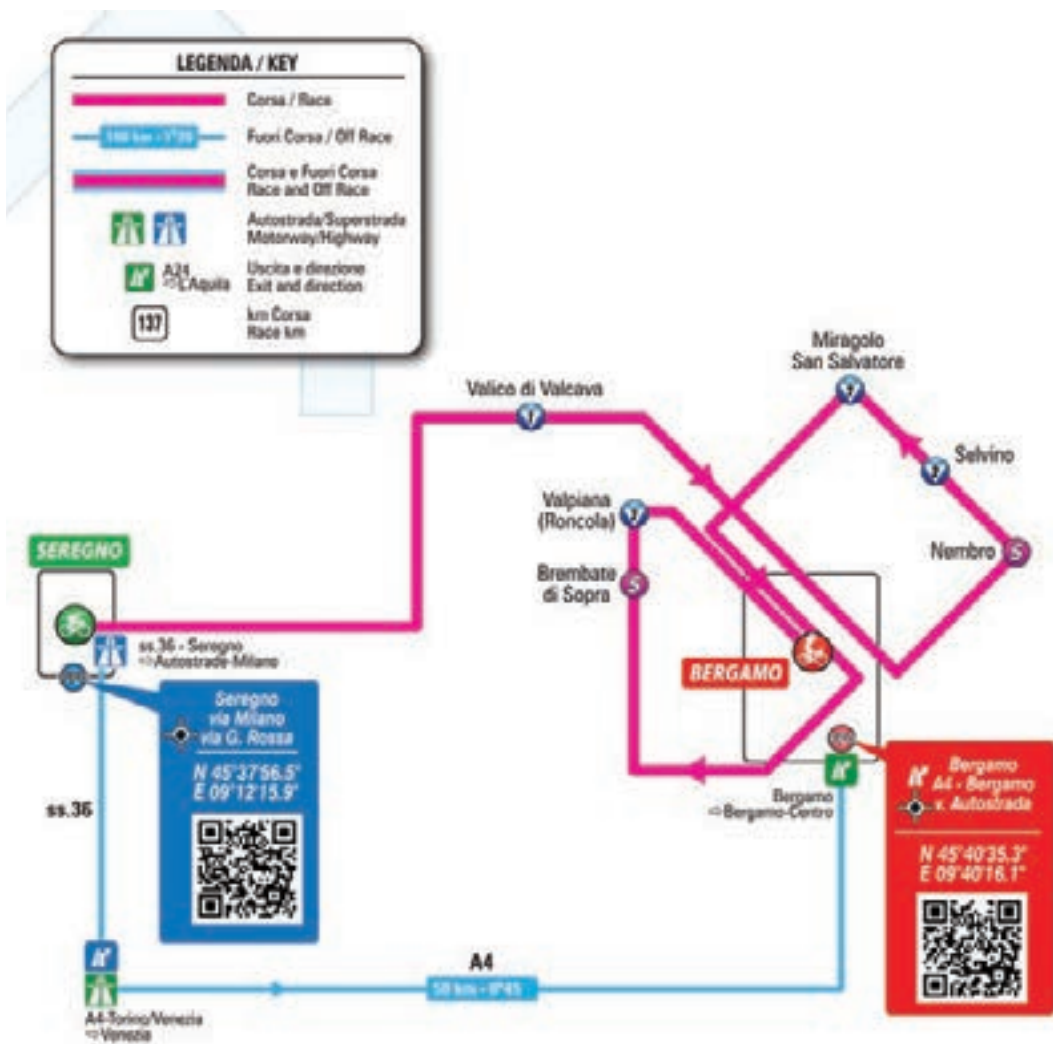 LEGENDA / KEY
Corsa / Race
Fuori Corsa / Off Race
Corsa e Fuori Corsa
Race and Off Race
Autostrada/Superstrada
Motorway/Highway
A24
⇨L'Aquila
Uscita e direzione
Exit and direction
137
km Corsa
Race km
Miragolo
San Salvatore
Valico di Valcava
Selvino
Valpiana
(Roncola)
SEREGNO
Nembro
S
Brembate
di Sopra
S
ss.36 - Seregno
⇨Autostrade-Milano
BERGAMO
Seregno
via Milano
via G. Rossa
N 45°37'56.5"
E 09°12'15.9"
Bergamo
A4 - Bergamo
v. Autostrada
N 45°40'35.3"
E 09°40'16.1"
Bergamo
⇨Bergamo-Centro
ss.36
A4
50 km - 0h45
A4-Torino/Venezia
⇨Venezia